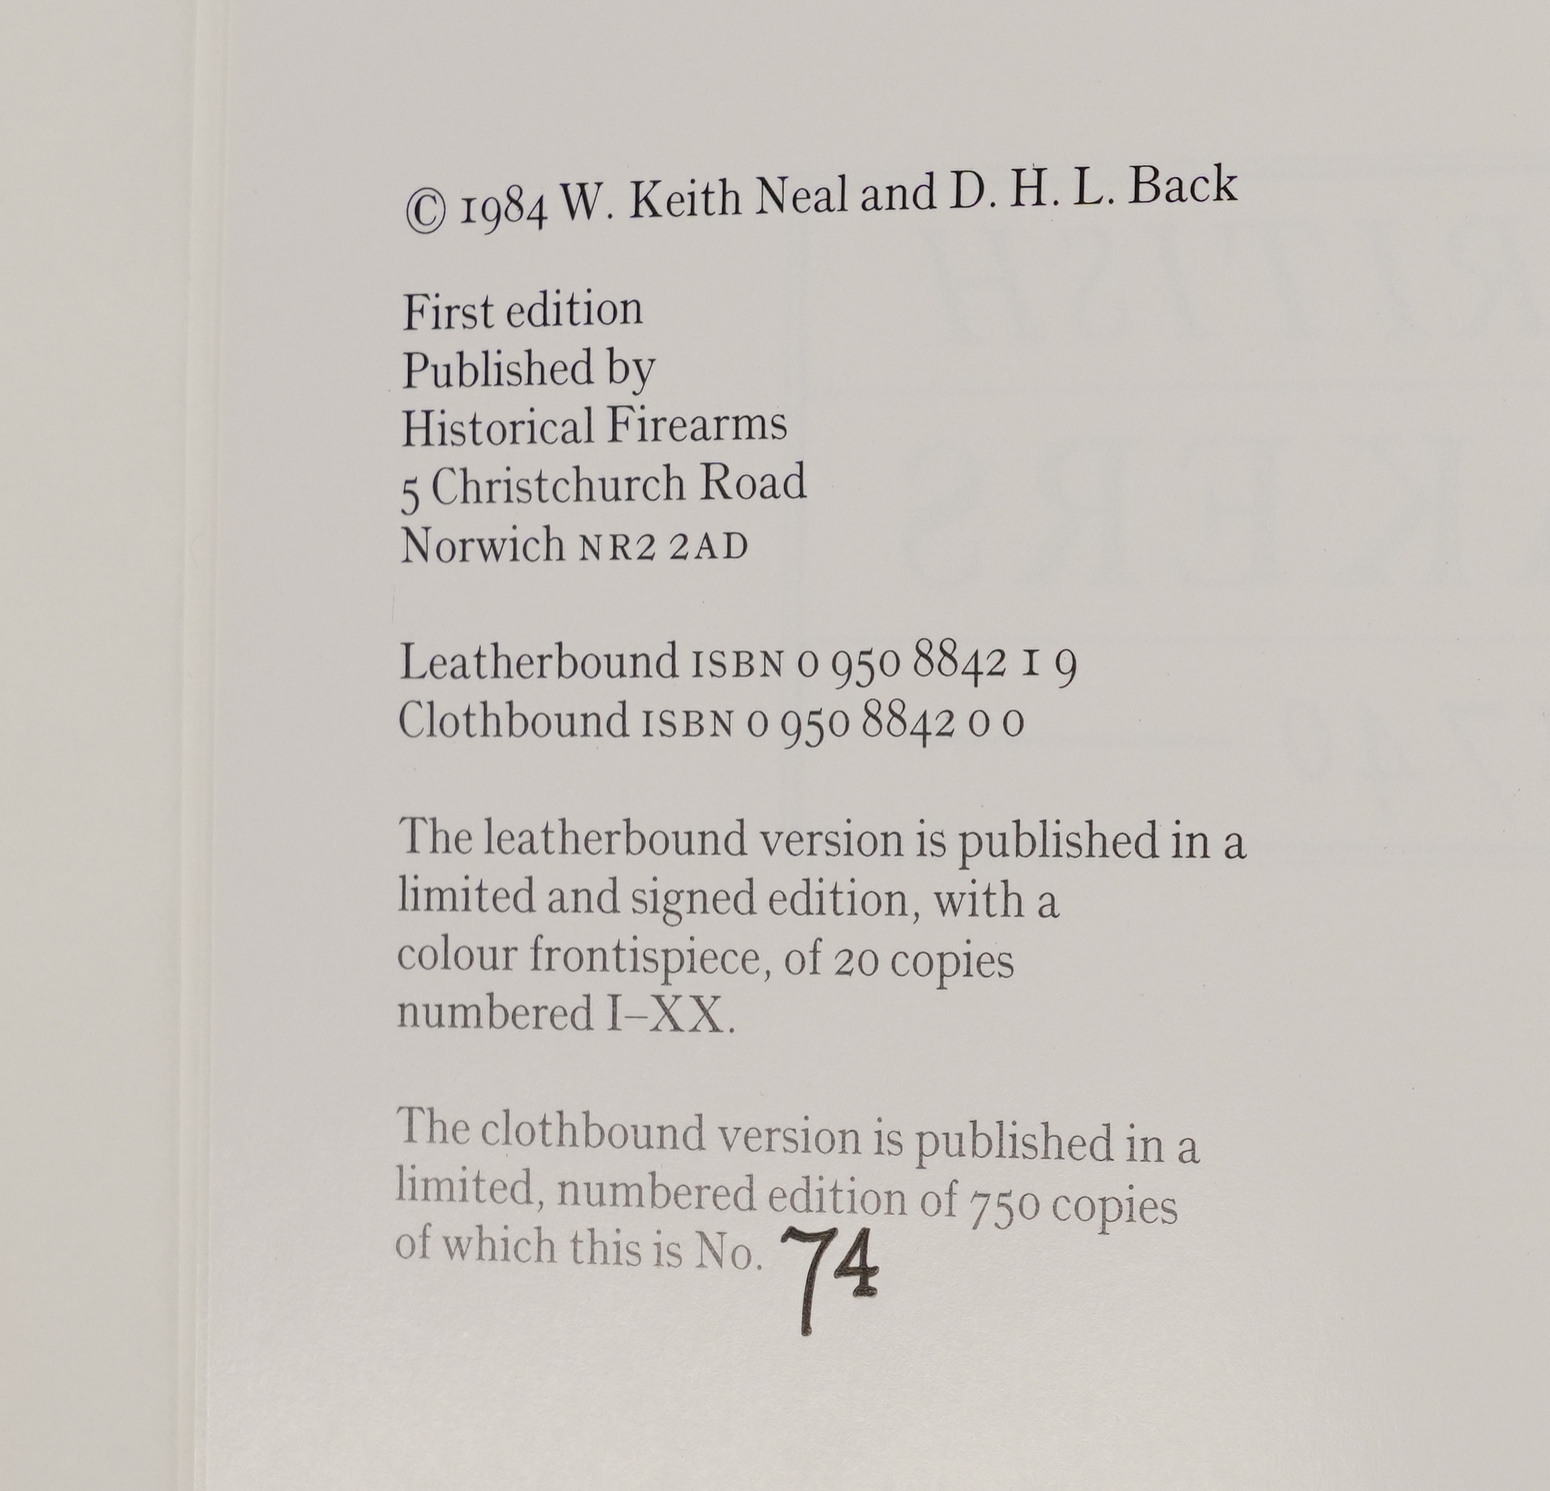 © 1984 W. Keith Neal and D. H. L. Back
First edition
Published by
Historical Firearms
5 Christchurch Road
Norwich NR2 2AD
Leatherbound ISBN 0 950 8842 1 9
Clothbound ISBN 0 950 8842 0 0
The leatherbound version is published in a
limited and signed edition, with a
colour frontispiece, of 20 copies
numbered I–XX.
The clothbound version is published in a
limited, numbered edition of 750 copies
of which this is No. 74